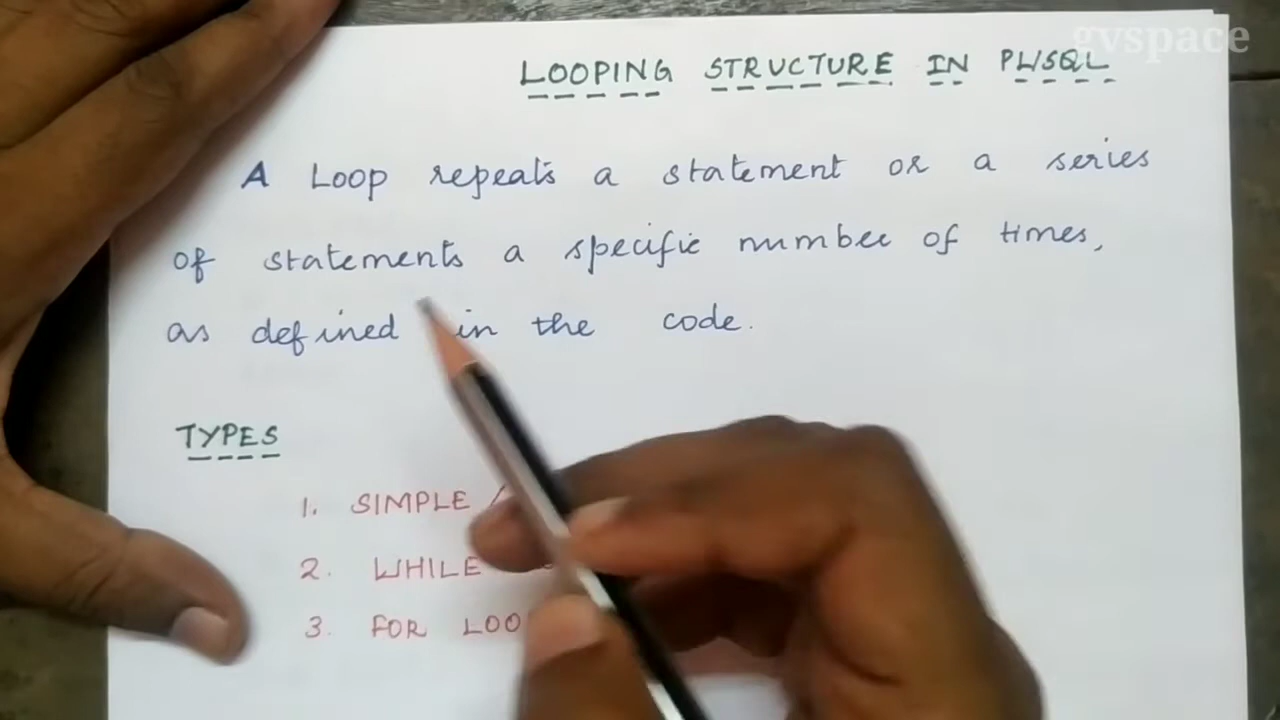 gvspace
LOOPING STRUCTURE IN PL/SQL
A Loop repeats a statement or a series
of statements a specific number of times,
as defined in the code.
TYPES
1. SIMPLE /
2. WHILE
3. FOR LOO